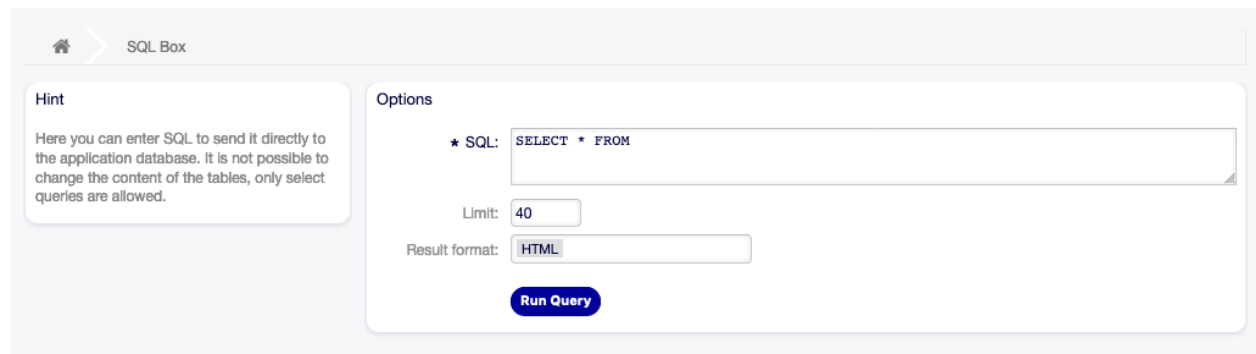 SQL Box
Hint
Here you can enter SQL to send it directly to
the application database. It is not possible to
change the content of the tables, only select
queries are allowed.
Options
* SQL: SELECT * FROM
Limit: 40
Result format: HTML
Run Query